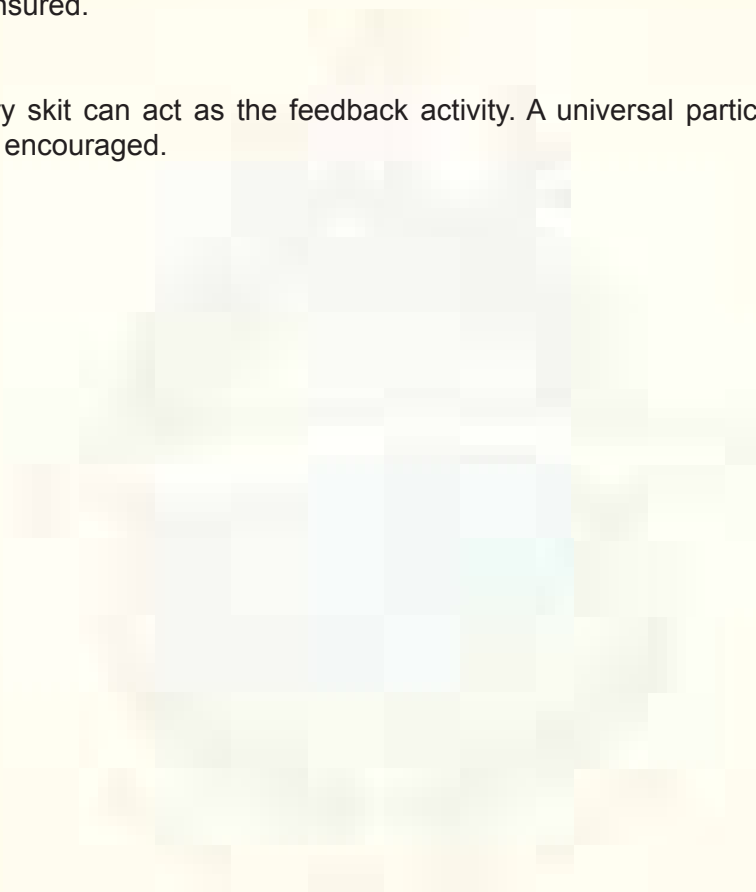 nsured.
y skit can act as the feedback activity. A universal partic
encouraged.